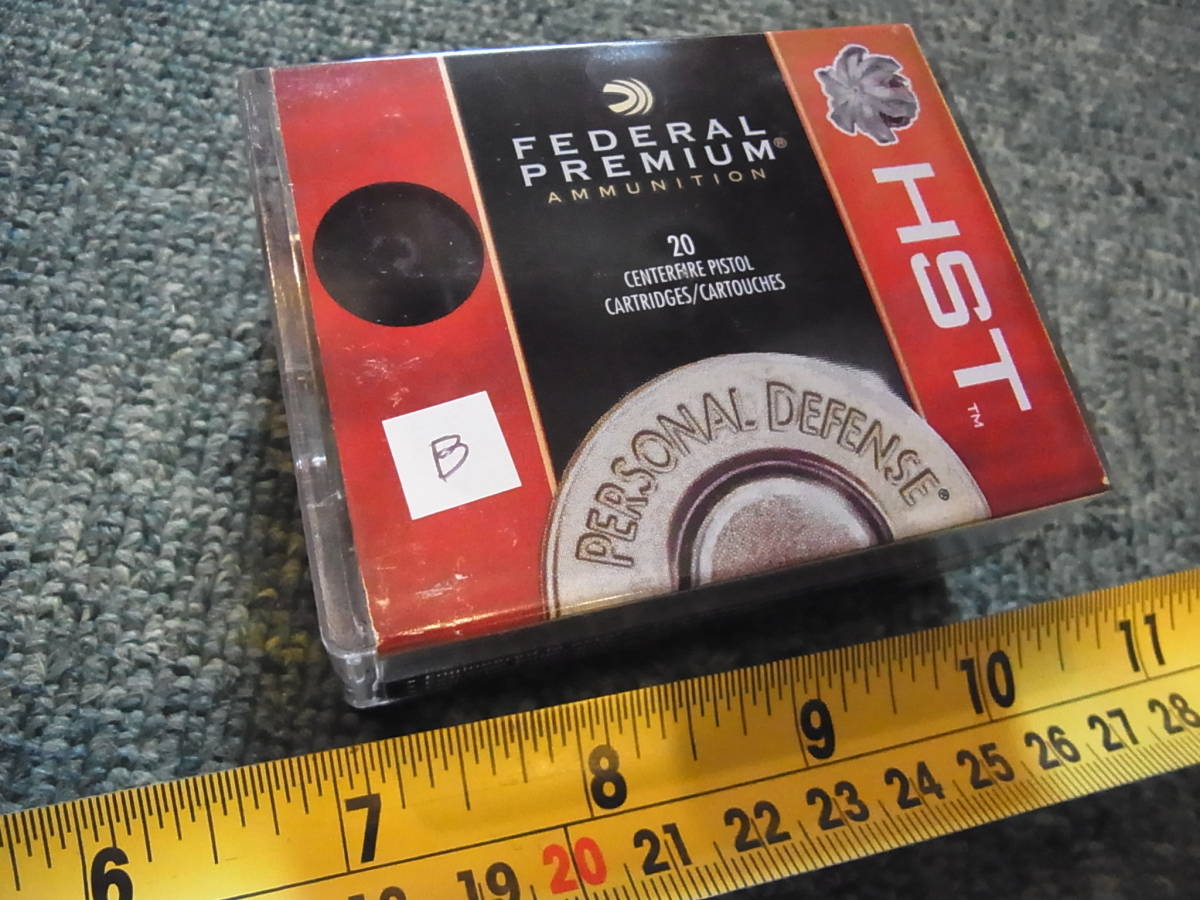 FEDERAL
PREMIUM®
AMMUNITION
20
CENTERFIRE PISTOL
CARTRIDGES/CARTOUCHES
HST™
B
PERSONAL DEFENSE®
6 7 8 9 10 11
19 20 21 22 23 24 25 26 27 28